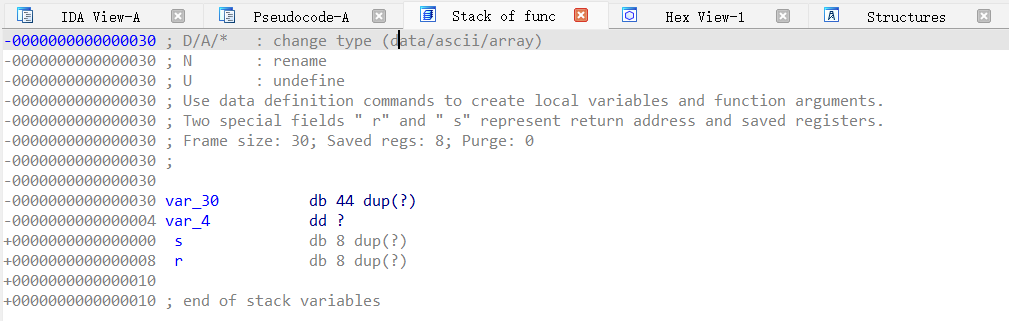 IDA View-A Pseudocode-A Stack of func Hex View-1 Structures
-0000000000000030 ; D/A/* : change type (data/ascii/array)
-0000000000000030 ; N : rename
-0000000000000030 ; U : undefine
-0000000000000030 ; Use data definition commands to create local variables and function arguments.
-0000000000000030 ; Two special fields " r" and " s" represent return address and saved registers.
-0000000000000030 ; Frame size: 30; Saved regs: 8; Purge: 0
-0000000000000030 ;
-0000000000000030
-0000000000000030 var_30 db 44 dup(?)
-0000000000000004 var_4 dd ?
+0000000000000000 s db 8 dup(?)
+0000000000000008 r db 8 dup(?)
+0000000000000010
+0000000000000010 ; end of stack variables